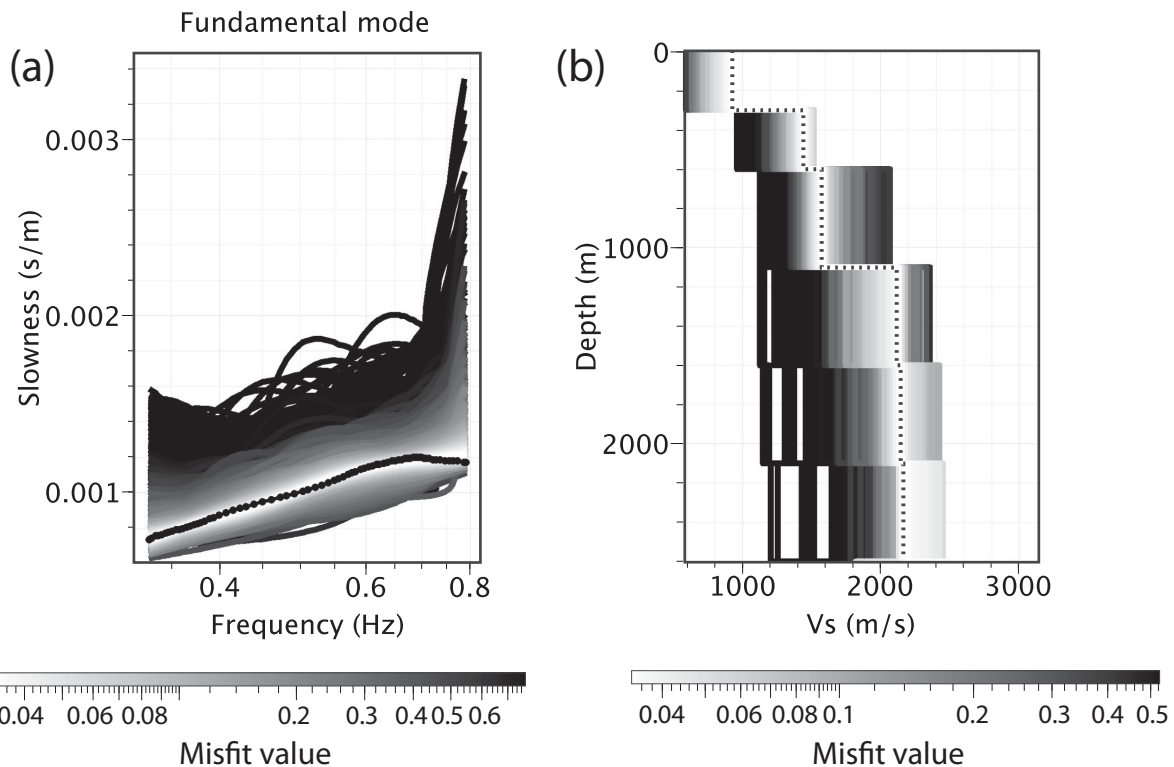 Fundamental mode
(a)
0.003
0.002
0.001
Slowness (s/m)
0.4 0.6 0.8
Frequency (Hz)
0.04 0.06 0.08 0.2 0.3 0.4 0.5 0.6
Misfit value
(b)
0
1000
2000
Depth (m)
1000 2000 3000
Vs (m/s)
0.04 0.06 0.08 0.1 0.2 0.3 0.4 0.5
Misfit value